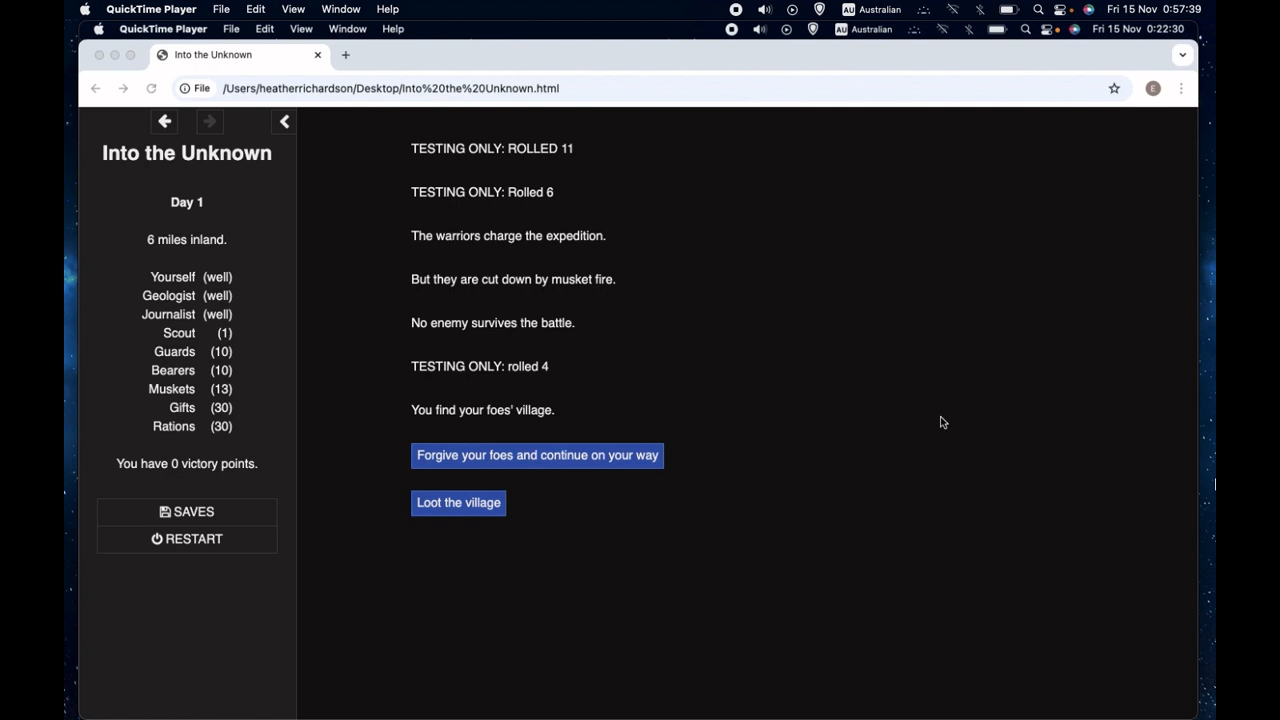 QuickTime Player File Edit View Window Help AU Australian Fri 15 Nov 0:57:39
QuickTime Player File Edit View Window Help AU Australian Fri 15 Nov 0:22:30
Into the Unknown
File /Users/heatherrichardson/Desktop/Into%20the%20Unknown.html E
Into the Unknown
Day 1
6 miles inland.
Yourself (well)
Geologist (well)
Journalist (well)
Scout (1)
Guards (10)
Bearers (10)
Muskets (13)
Gifts (30)
Rations (30)
You have 0 victory points.
SAVES
RESTART
TESTING ONLY: ROLLED 11
TESTING ONLY: Rolled 6
The warriors charge the expedition.
But they are cut down by musket fire.
No enemy survives the battle.
TESTING ONLY: rolled 4
You find your foes' village.
Forgive your foes and continue on your way
Loot the village